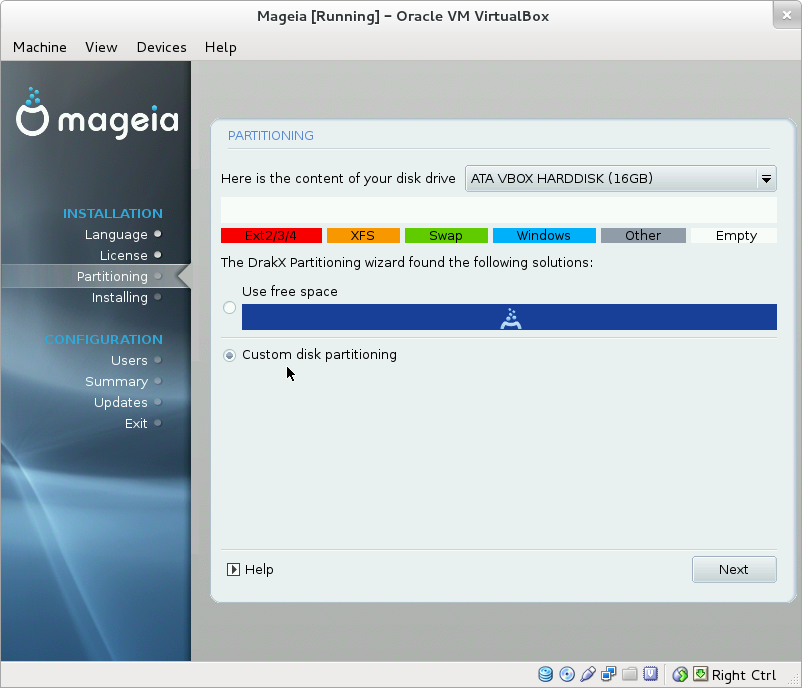 Mageia [Running] – Oracle VM VirtualBox
Machine View Devices Help
mageia
INSTALLATION
Language
License
Partitioning
Installing
CONFIGURATION
Users
Summary
Updates
Exit
PARTITIONING
Here is the content of your disk drive ATA VBOX HARDDISK (16GB)
Ext2/3/4 XFS Swap Windows Other Empty
The DrakX Partitioning wizard found the following solutions:
Use free space
Custom disk partitioning
Help
Next
Right Ctrl